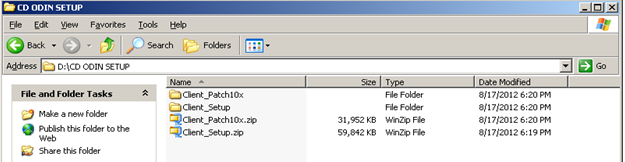 CD ODIN SETUP
File Edit View Favorites Tools Help
Back Search Folders
Address D:\CD ODIN SETUP Go
Name Size Type Date Modified
File and Folder Tasks
Make a new folder
Publish this folder to the Web
Share this folder
Client_Patch10x File Folder 8/17/2012 6:20 PM
Client_Setup File Folder 8/17/2012 6:20 PM
Client_Patch10x.zip 31,952 KB WinZip File 8/17/2012 6:20 PM
Client_Setup.zip 59,842 KB WinZip File 8/17/2012 6:19 PM